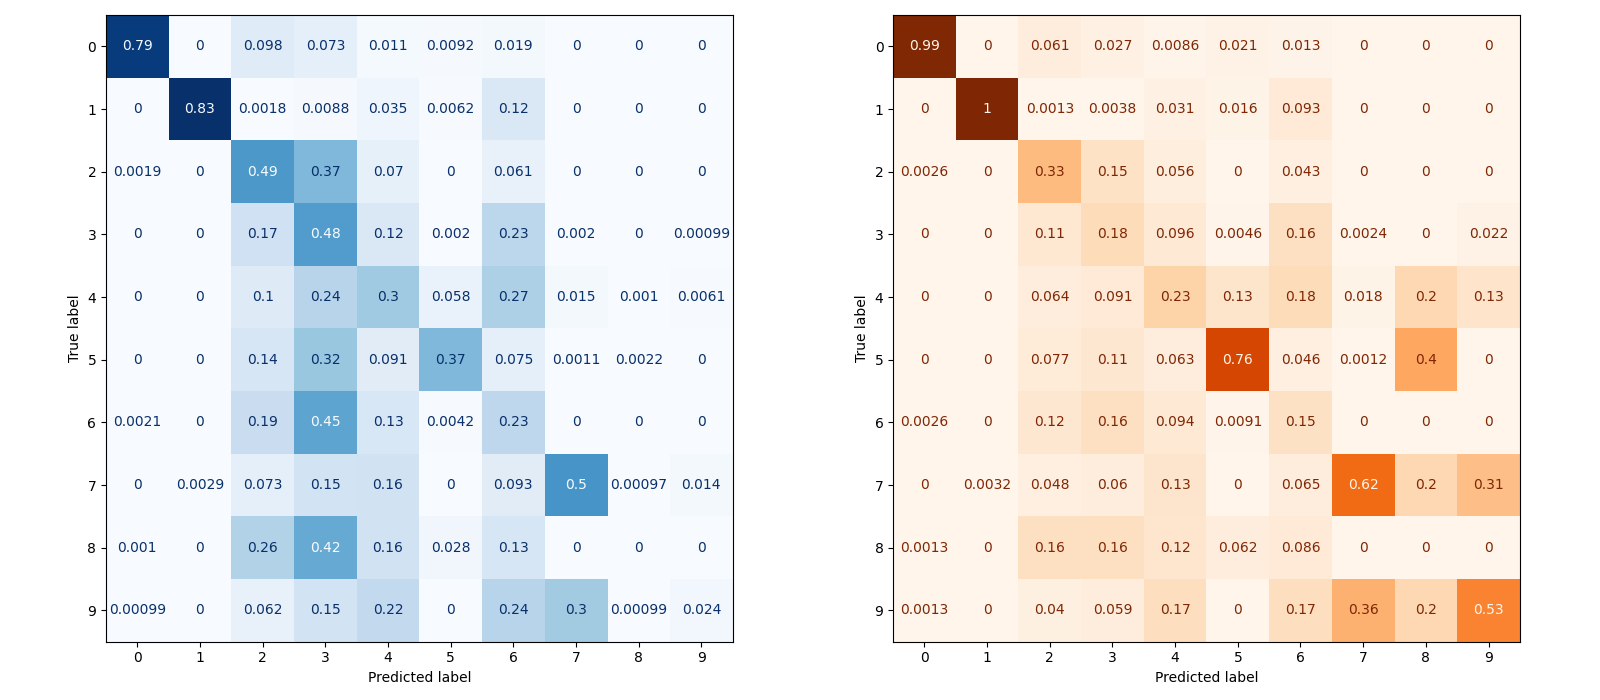 0 0.79 0 0.098 0.073 0.011 0.0092 0.019 0 0 0
1 0 0.83 0.0018 0.0088 0.035 0.0062 0.12 0 0 0
2 0.0019 0 0.49 0.37 0.07 0 0.061 0 0 0
3 0 0 0.17 0.48 0.12 0.002 0.23 0.002 0 0.00099
4 0 0 0.1 0.24 0.3 0.058 0.27 0.015 0.001 0.0061
5 0 0 0.14 0.32 0.091 0.37 0.075 0.0011 0.0022 0
6 0.0021 0 0.19 0.45 0.13 0.0042 0.23 0 0 0
7 0 0.0029 0.073 0.15 0.16 0 0.093 0.5 0.00097 0.014
8 0.001 0 0.26 0.42 0.16 0.028 0.13 0 0 0
9 0.00099 0 0.062 0.15 0.22 0 0.24 0.3 0.00099 0.024
0 1 2 3 4 5 6 7 8 9
True label
Predicted label
0 0.99 0 0.061 0.027 0.0086 0.021 0.013 0 0 0
1 0 1 0.0013 0.0038 0.031 0.016 0.093 0 0 0
2 0.0026 0 0.33 0.15 0.056 0 0.043 0 0 0
3 0 0 0.11 0.18 0.096 0.0046 0.16 0.0024 0 0.022
4 0 0 0.064 0.091 0.23 0.13 0.18 0.018 0.2 0.13
5 0 0 0.077 0.11 0.063 0.76 0.046 0.0012 0.4 0
6 0.0026 0 0.12 0.16 0.094 0.0091 0.15 0 0 0
7 0 0.0032 0.048 0.06 0.13 0 0.065 0.62 0.2 0.31
8 0.0013 0 0.16 0.16 0.12 0.062 0.086 0 0 0
9 0.0013 0 0.04 0.059 0.17 0 0.17 0.36 0.2 0.53
0 1 2 3 4 5 6 7 8 9
True label
Predicted label